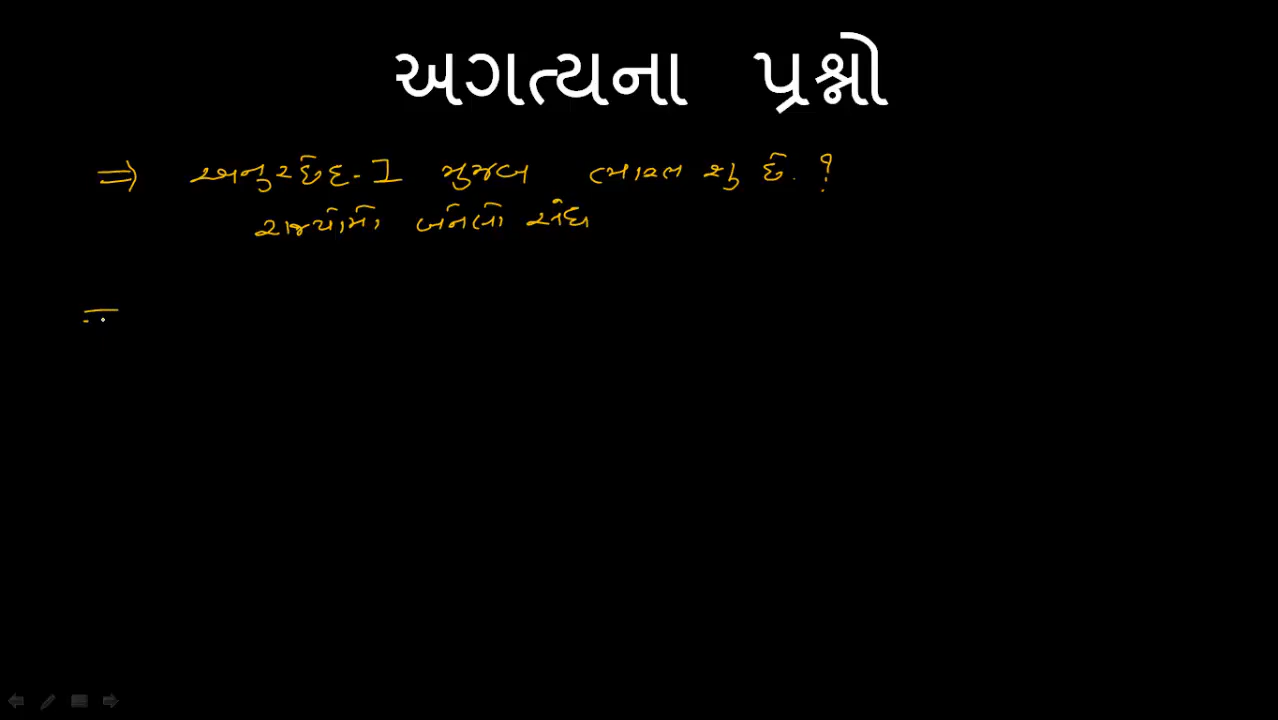 અગત્યના પ્રશ્નો
⇒ અનુચ્છેદ-1 મુજબ ભારત શુ છે. ?
રાજ્યોનો બનેલો સંઘ